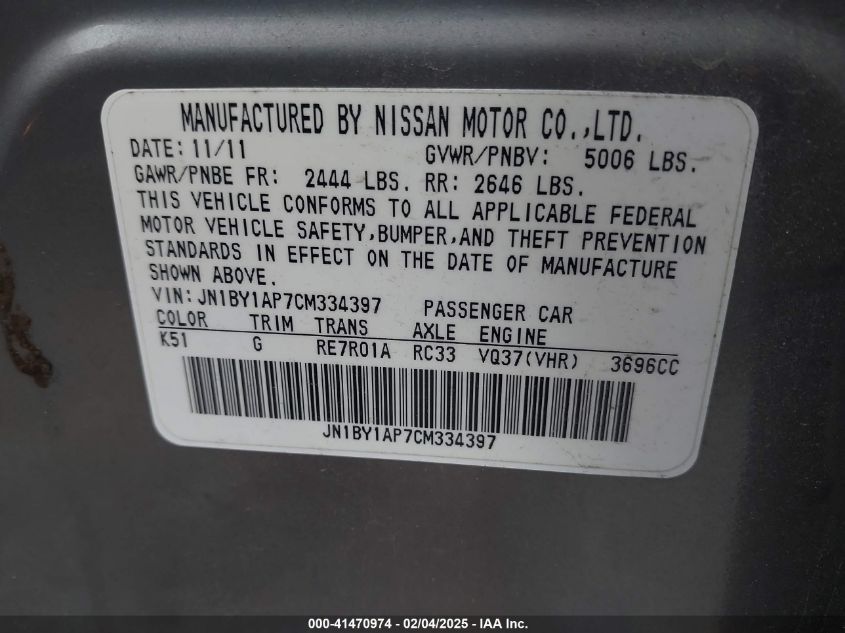 MANUFACTURED BY NISSAN MOTOR CO.,LTD.
DATE: 11/11 GVWR/PNBV: 5006 LBS.
GAWR/PNBE FR: 2444 LBS. RR: 2646 LBS.
THIS VEHICLE CONFORMS TO ALL APPLICABLE FEDERAL
MOTOR VEHICLE SAFETY,BUMPER,AND THEFT PREVENTION
STANDARDS IN EFFECT ON THE DATE OF MANUFACTURE
SHOWN ABOVE.
VIN: JN1BY1AP7CM334397 PASSENGER CAR
COLOR TRIM TRANS AXLE ENGINE
K51 G RE7R01A RC33 VQ37(VHR) 3696CC
JN1BY1AP7CM334397
000-41470974 — 02/04/2025 — IAA Inc.